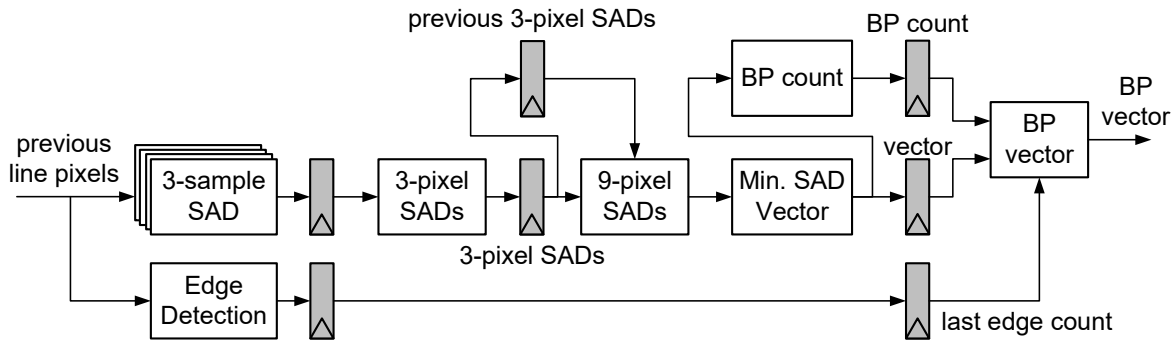 previous 3-pixel SADs
BP count
BP count
BP
vector
previous
line pixels
3-sample
SAD
3-pixel
SADs
9-pixel
SADs
Min. SAD
Vector
vector
BP
vector
3-pixel SADs
Edge
Detection
last edge count